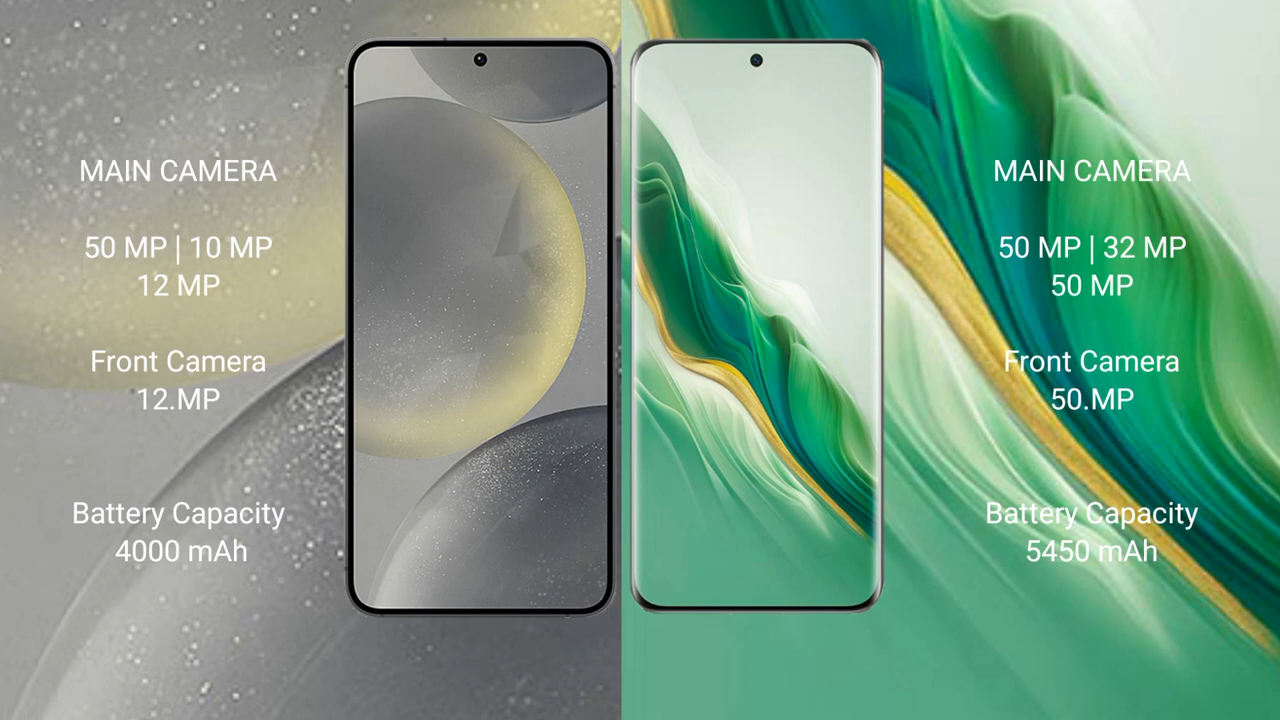 MAIN CAMERA
50 MP | 10 MP
12 MP
Front Camera
12.MP
Battery Capacity
4000 mAh
MAIN CAMERA
50 MP | 32 MP
50 MP
Front Camera
50.MP
Battery Capacity
5450 mAh